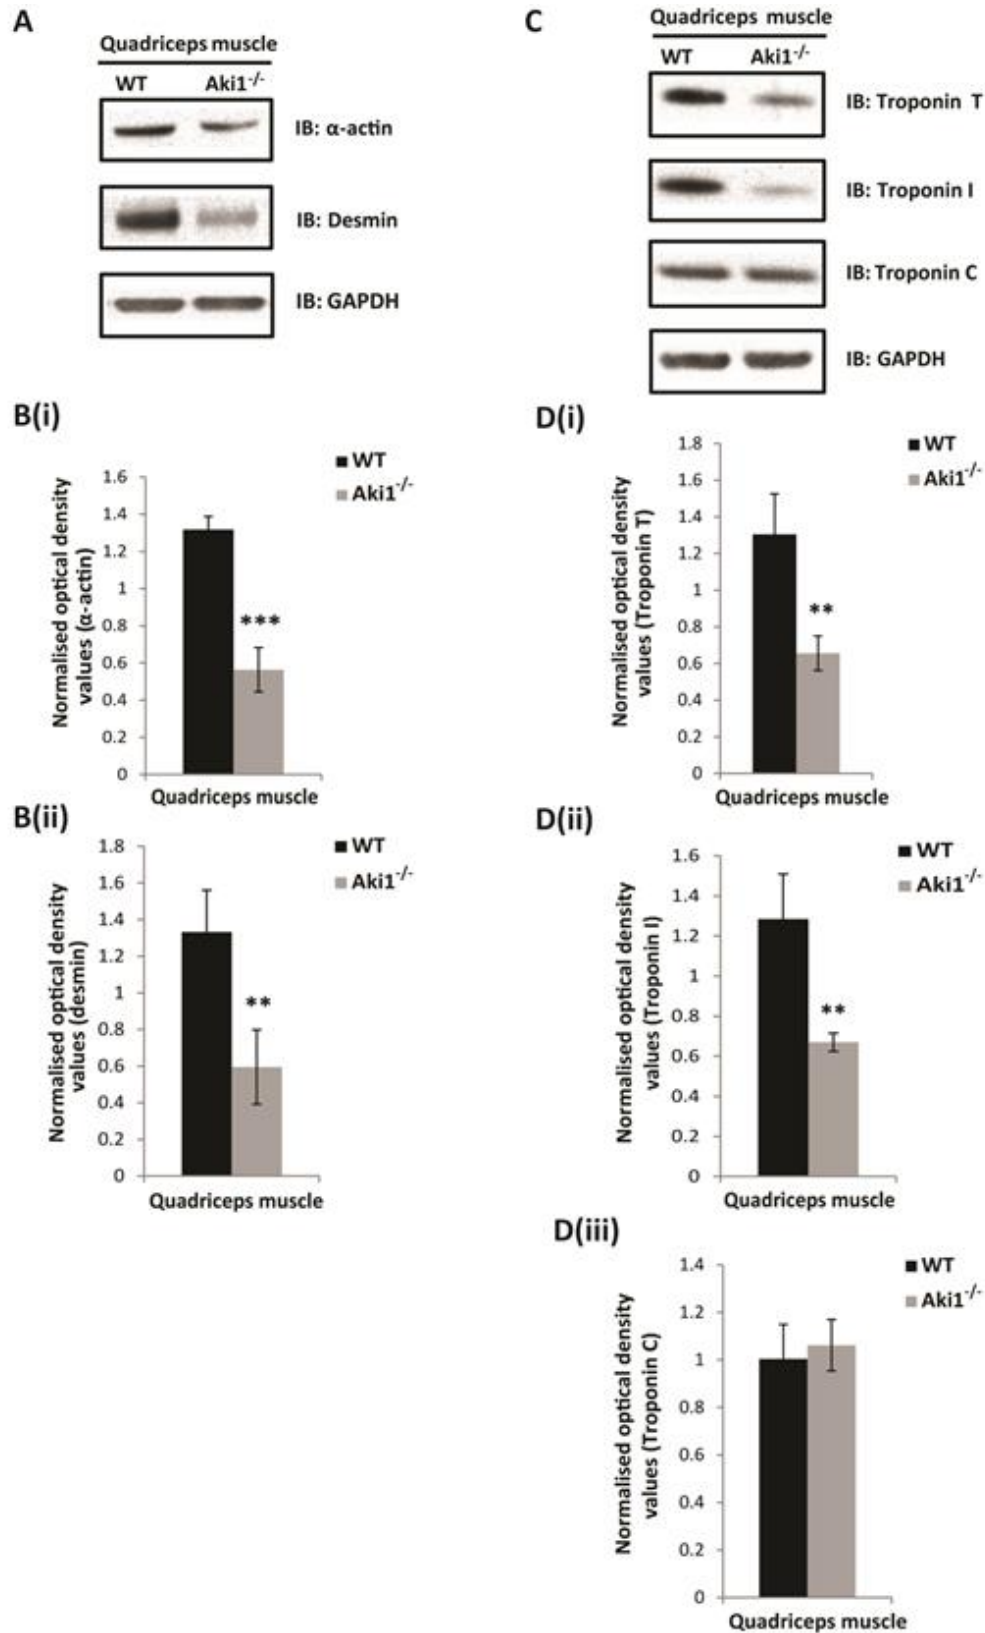 A
Quadriceps muscle
WT Aki1-/-
IB: α-actin
IB: Desmin
IB: GAPDH
C
Quadriceps muscle
WT Aki1-/-
IB: Troponin T
IB: Troponin I
IB: Troponin C
IB: GAPDH
B(i)
Normalised optical density
values (α-actin)
1.6
1.4
1.2
1
0.8
0.6
0.4
0.2
0
***
WT
Aki1-/-
Quadriceps muscle
D(i)
Normalised optical density
values (Troponin T)
1.8
1.6
1.4
1.2
1
0.8
0.6
0.4
0.2
0
**
WT
Aki1-/-
Quadriceps muscle
B(ii)
Normalised optical density
values (desmin)
1.8
1.6
1.4
1.2
1
0.8
0.6
0.4
0.2
0
**
WT
Aki1-/-
Quadriceps muscle
D(ii)
Normalised optical density
values (Troponin I)
1.6
1.4
1.2
1
0.8
0.6
0.4
0.2
0
**
WT
Aki1-/-
Quadriceps muscle
D(iii)
Normalised optical density
values (Troponin C)
1.4
1.2
1
0.8
0.6
0.4
0.2
0
WT
Aki1-/-
Quadriceps muscle